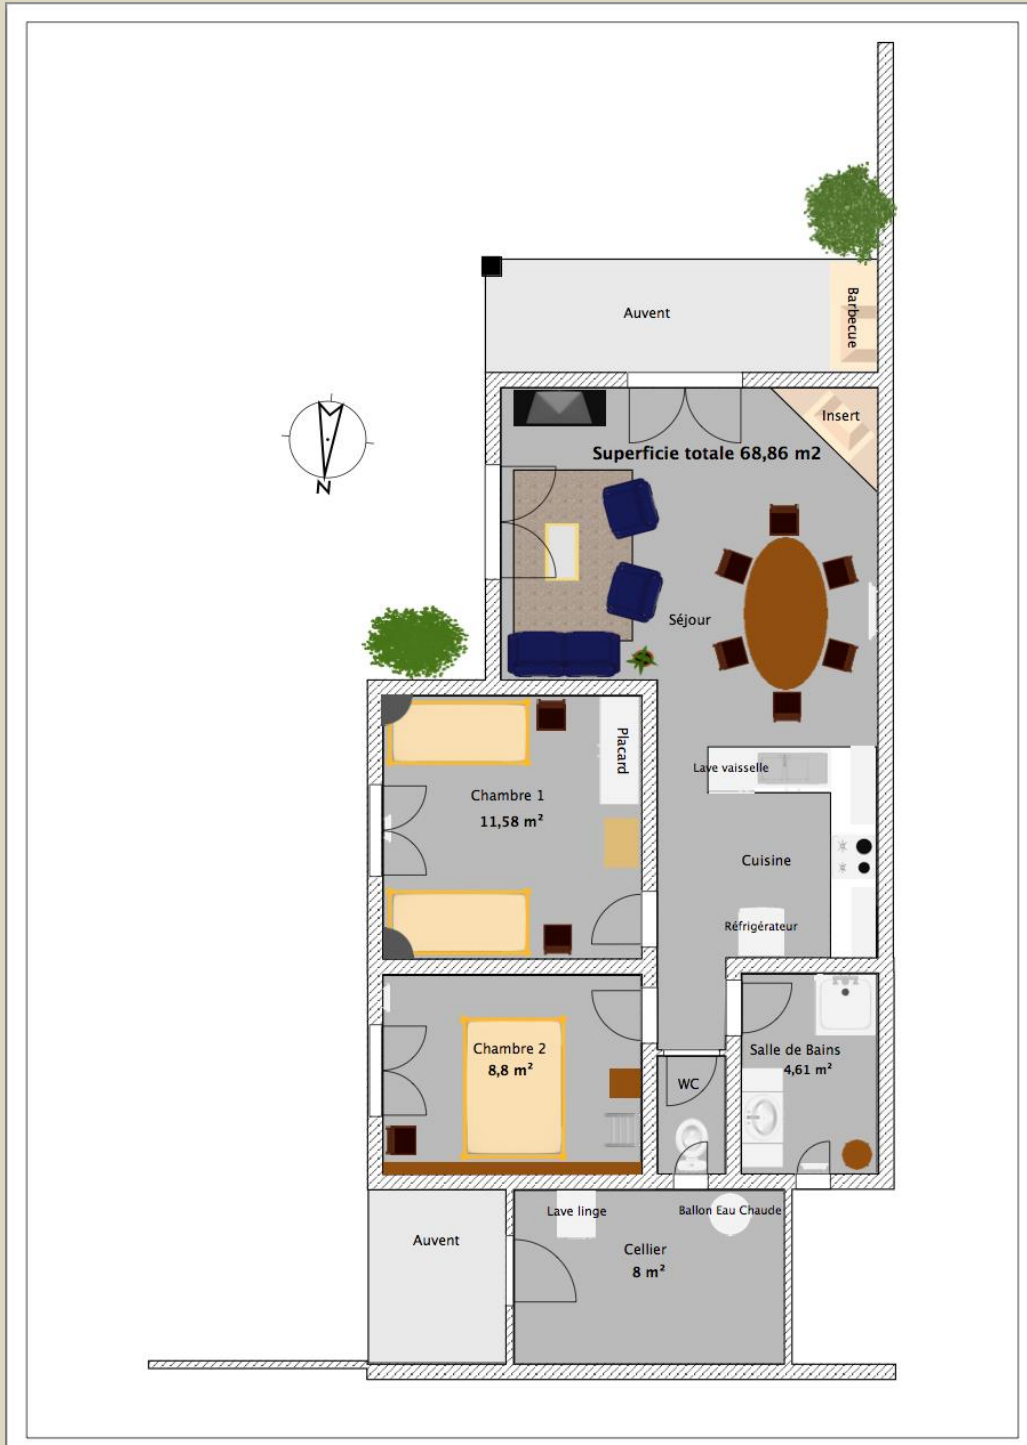 Auvent
Barbecue
Insert
Superficie totale 68,86 m2
N
Séjour
Placard
Lave vaisselle
Chambre 1
11,58 m²
Cuisine
Réfrigérateur
Chambre 2
8,8 m²
Salle de Bains
4,61 m²
WC
Lave linge
Ballon Eau Chaude
Auvent
Cellier
8 m²